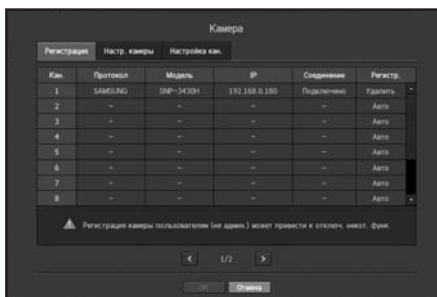 Камера
Регистрация Настр. камеры Настройка кан.
Кан. Протокол Модель IP Соединение Регистр.
1 SAMSUNG SNP-3430H 192.168.0.180 Подключено Удалить
2 - - - - Авто
3 - - - - Авто
4 - - - - Авто
5 - - - - Авто
6 - - - - Авто
7 - - - - Авто
8 - - - - Авто
Регистрация камеры пользователем (не админ.) может привести к отключ. некот. функ.
< 1/2 >
ОК Отмена